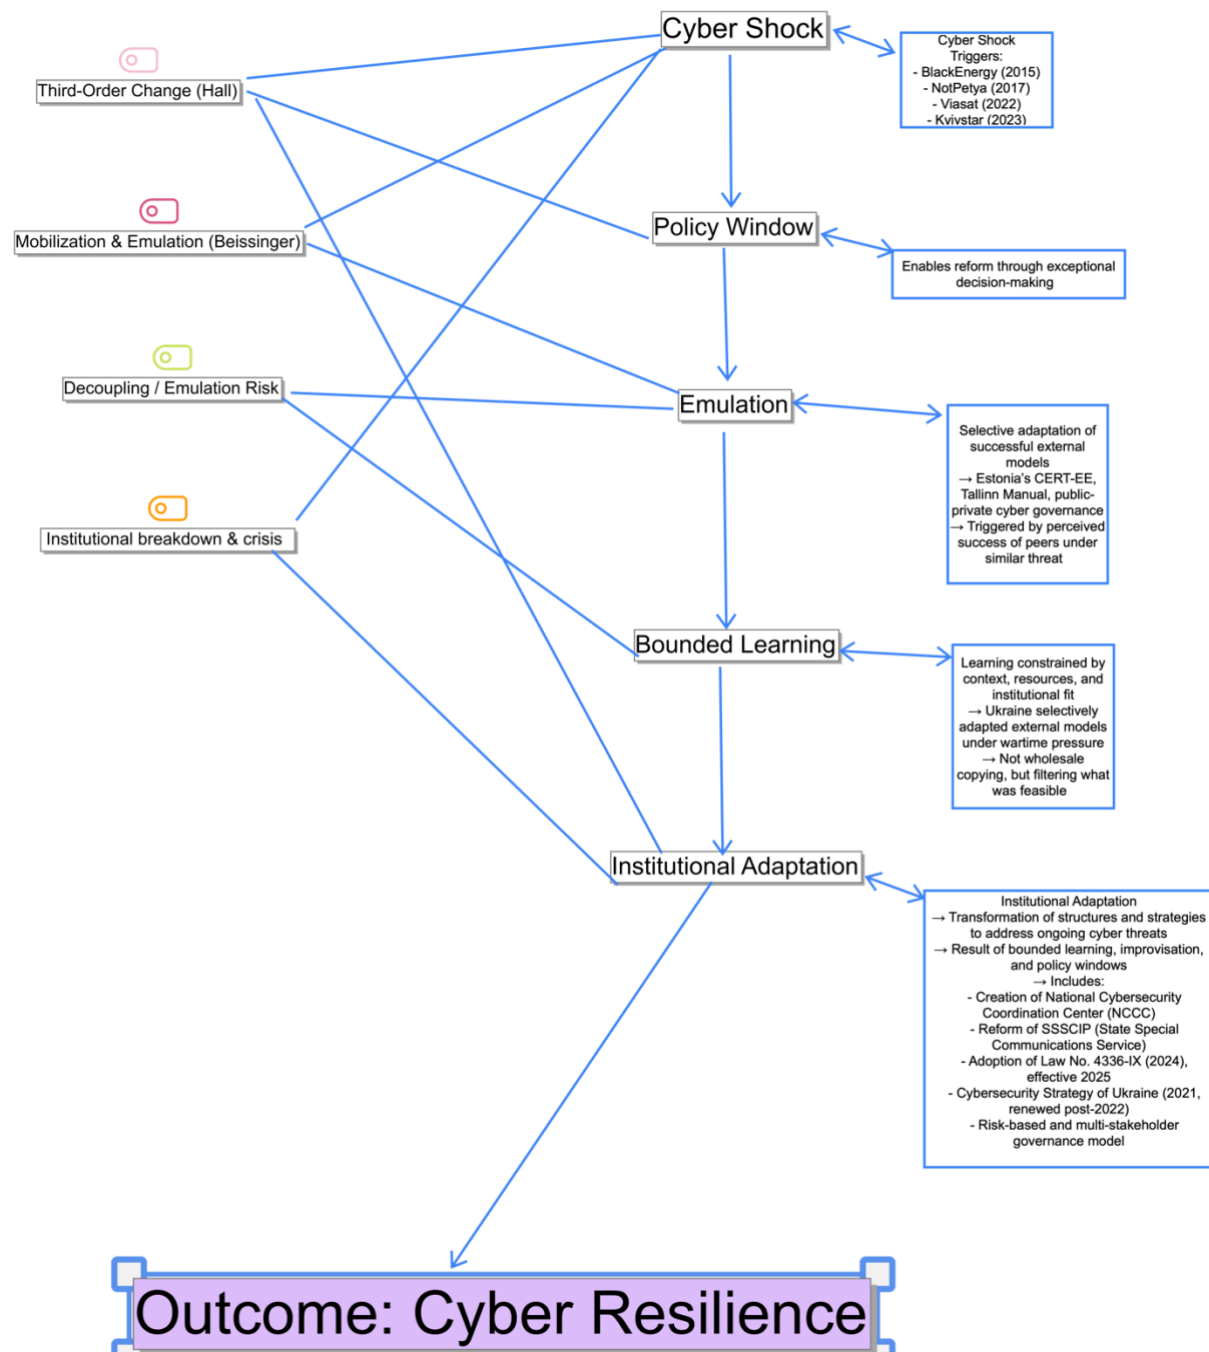 Cyber Shock
Cyber Shock
Triggers:
- BlackEnergy (2015)
- NotPetya (2017)
- Viasat (2022)
- Kyivstar (2023)
Third-Order Change (Hall)
Policy Window
Mobilization & Emulation (Beissinger)
Enables reform through exceptional
decision-making
Decoupling / Emulation Risk
Emulation
Selective adaptation of
successful external
models
→ Estonia's CERT-EE,
Tallinn Manual, public-
private cyber governance
→ Triggered by perceived
success of peers under
similar threat
Institutional breakdown & crisis
Bounded Learning
Learning constrained by
context, resources, and
institutional fit
→ Ukraine selectively
adapted external models
under wartime pressure
→ Not wholesale
copying, but filtering what
was feasible
Institutional Adaptation
Institutional Adaptation
→ Transformation of structures and strategies
to address ongoing cyber threats
→ Result of bounded learning, improvisation,
and policy windows
→ Includes:
- Creation of National Cybersecurity
Coordination Center (NCCC)
- Reform of SSSCIP (State Special
Communications Service)
- Adoption of Law No. 4336-IX (2024),
effective 2025
- Cybersecurity Strategy of Ukraine (2021,
renewed post-2022)
- Risk-based and multi-stakeholder
governance model
Outcome: Cyber Resilience